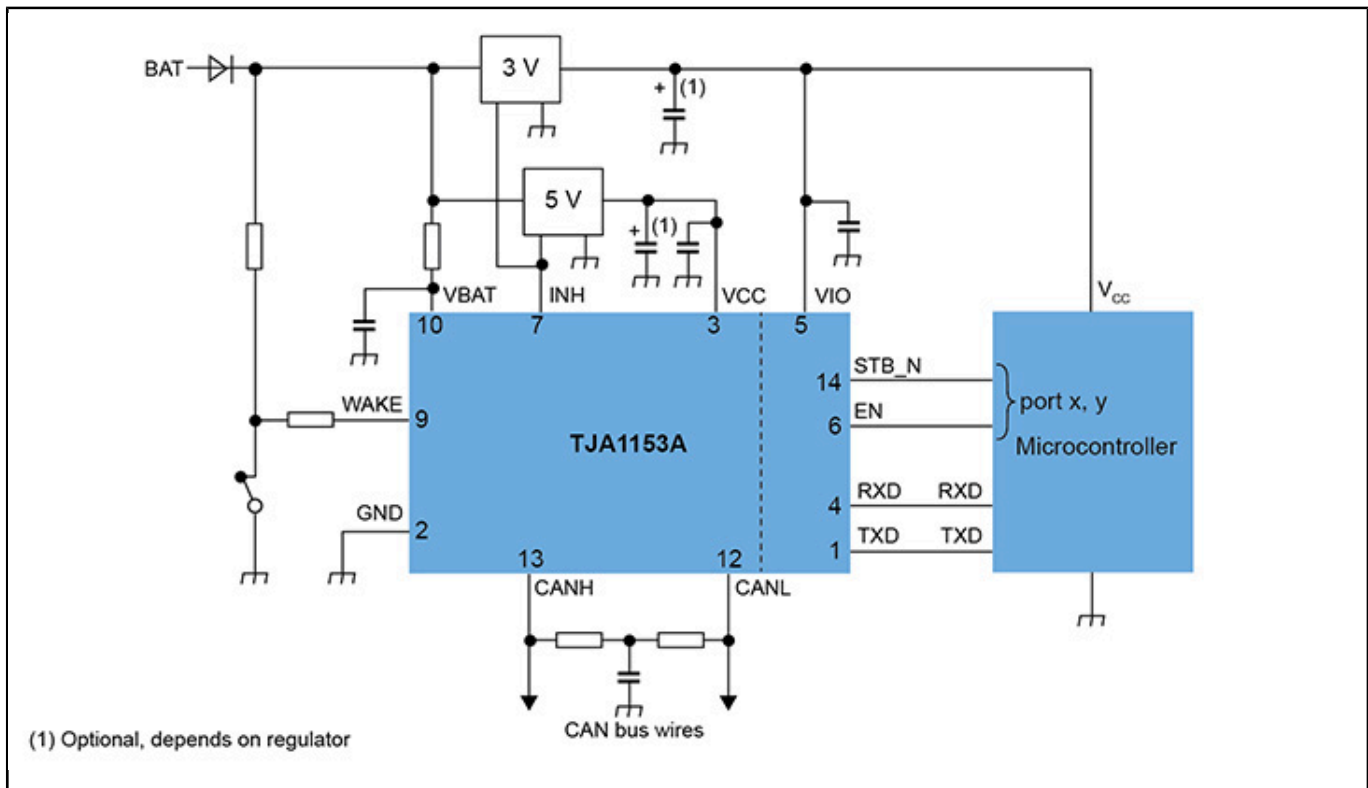 BAT
3 V
+ (1)
5 V
+ (1)
VBAT
INH
VCC
VIO
V_CC
10
7
3
5
STB_N
14
port x, y
EN
6
WAKE
9
TJA1153A
Microcontroller
RXD
RXD
4
GND
2
TXD
TXD
1
13
12
CANH
CANL
CAN bus wires
(1) Optional, depends on regulator